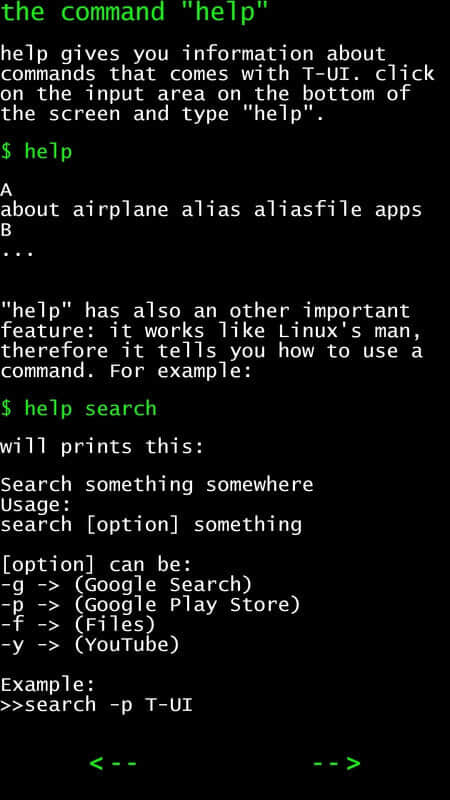 the command "help"
help gives you information about
commands that comes with T-UI. click
on the input area on the bottom of
the screen and type "help".
$ help
A
about airplane alias aliasfile apps
B
...
"help" has also an other important
feature: it works like Linux's man,
therefore it tells you how to use a
command. For example:
$ help search
will prints this:
Search something somewhere
Usage:
search [option] something
[option] can be:
-g -> (Google Search)
-p -> (Google Play Store)
-f -> (Files)
-y -> (YouTube)
Example:
>>search -p T-UI
<-- -->